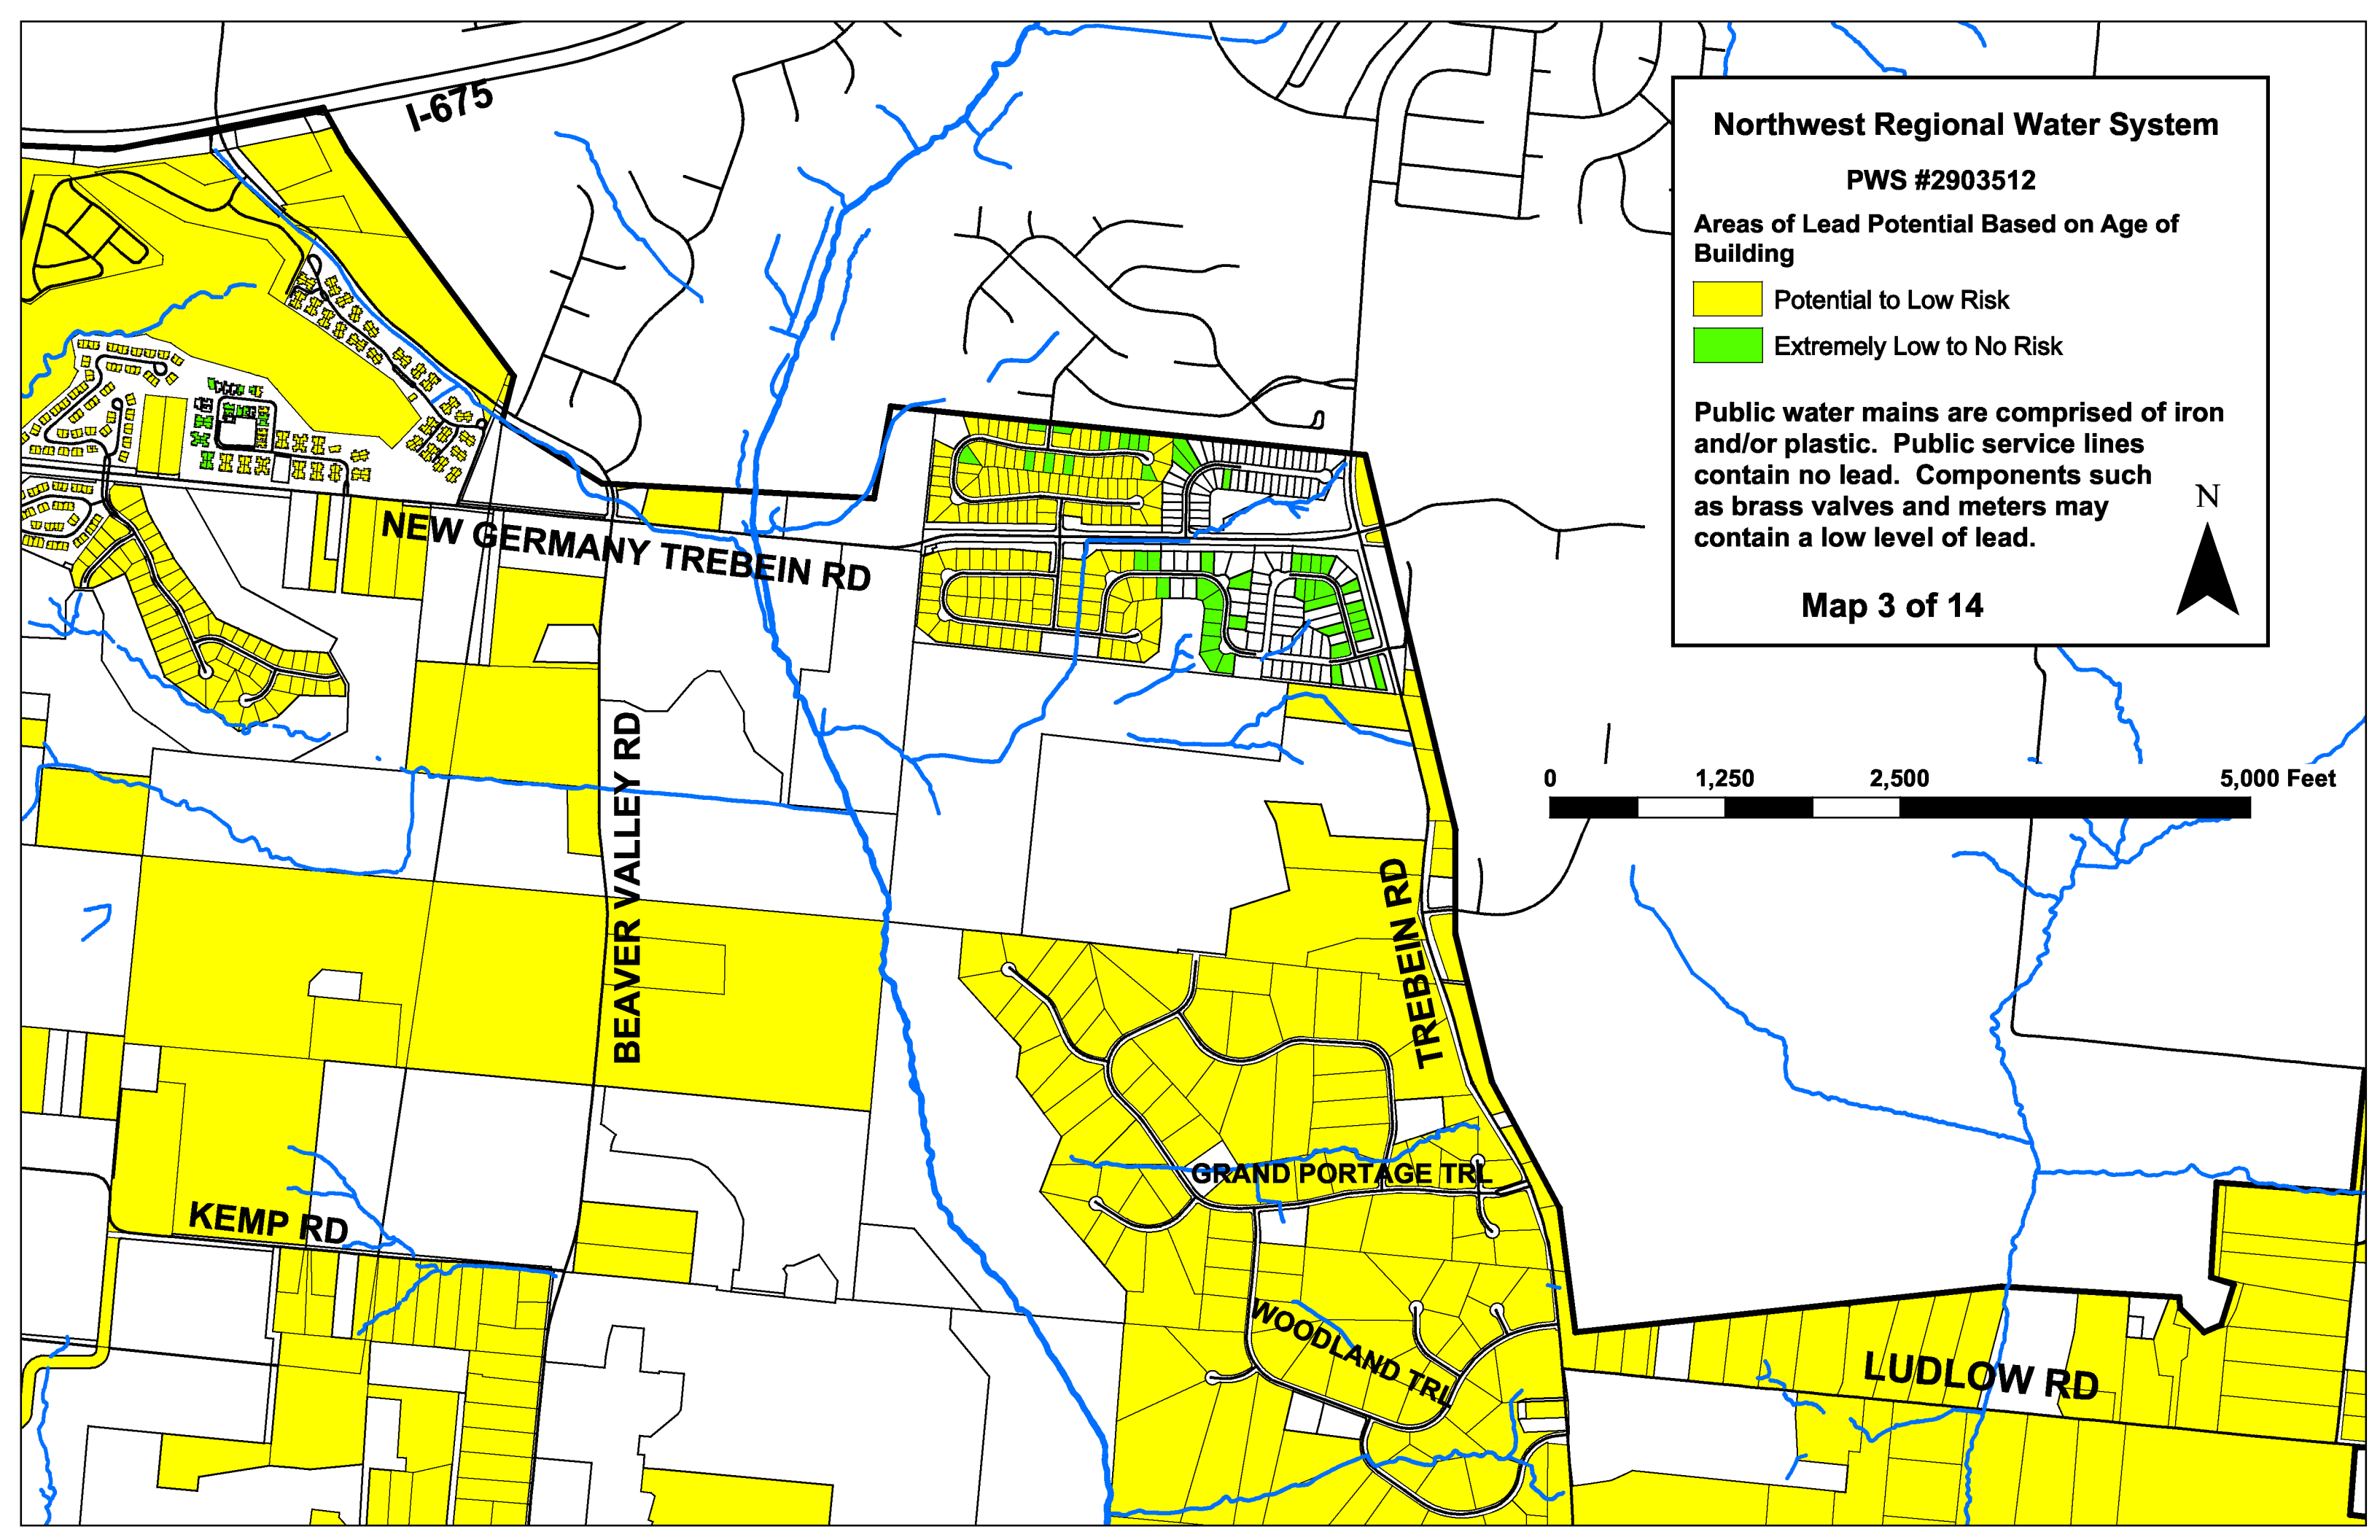 I-675
Northwest Regional Water System
PWS #2903512
Areas of Lead Potential Based on Age of
Building
Potential to Low Risk
Extremely Low to No Risk
Public water mains are comprised of iron
and/or plastic.  Public service lines
contain no lead.  Components such
as brass valves and meters may
contain a low level of lead.
N
Map 3 of 14
NEW GERMANY TREBEIN RD
0 1,250 2,500 5,000 Feet
BEAVER VALLEY RD
TREBEIN RD
GRAND PORTAGE TRL
KEMP RD
WOODLAND TRL
LUDLOW RD